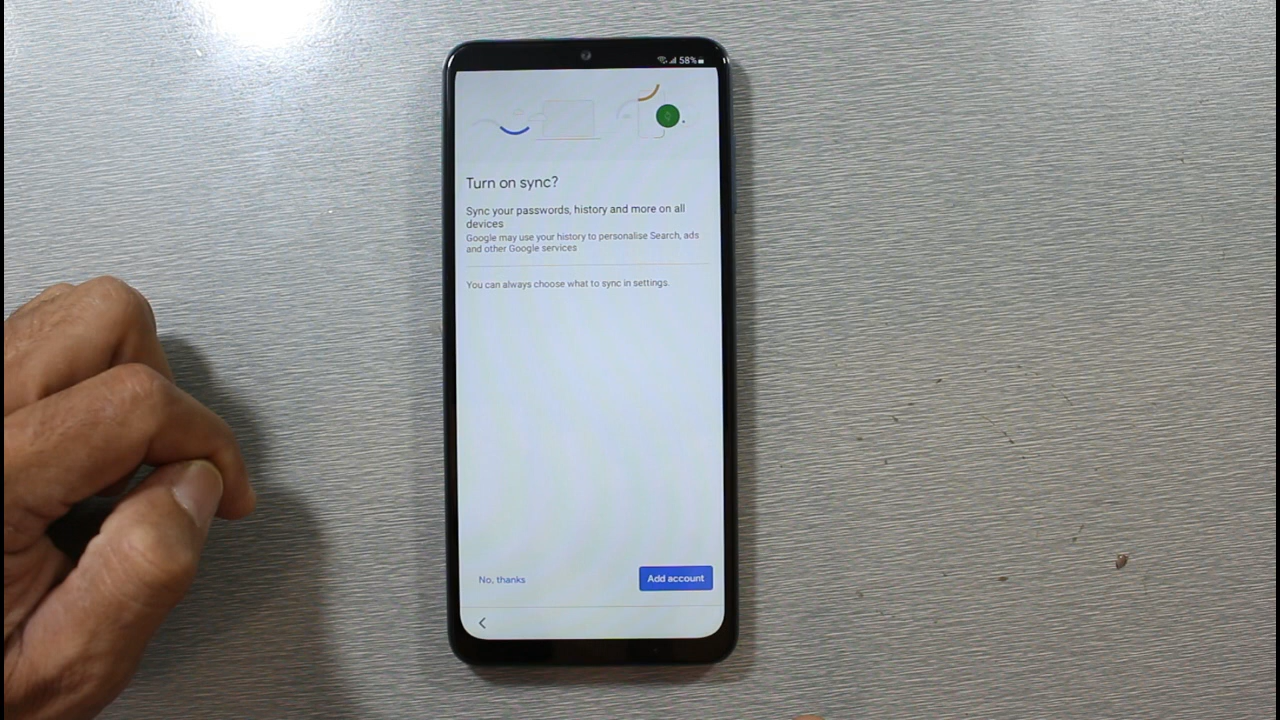 58%
Turn on sync?
Sync your passwords, history and more on all
devices
Google may use your history to personalise Search, ads
and other Google services
You can always choose what to sync in settings.
No, thanks
Add account